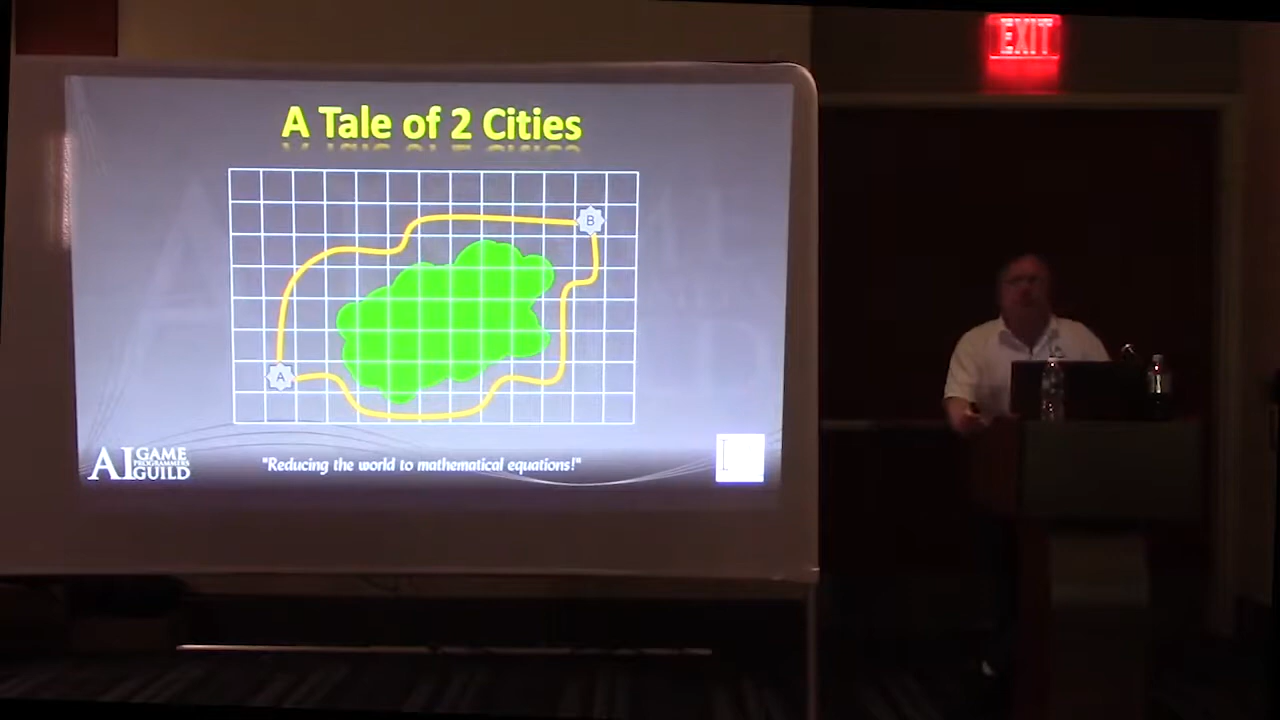 EXIT
A Tale of 2 Cities
B
A
AI GAME
PROGRAMMERS
GUILD
"Reducing the world to mathematical equations!"